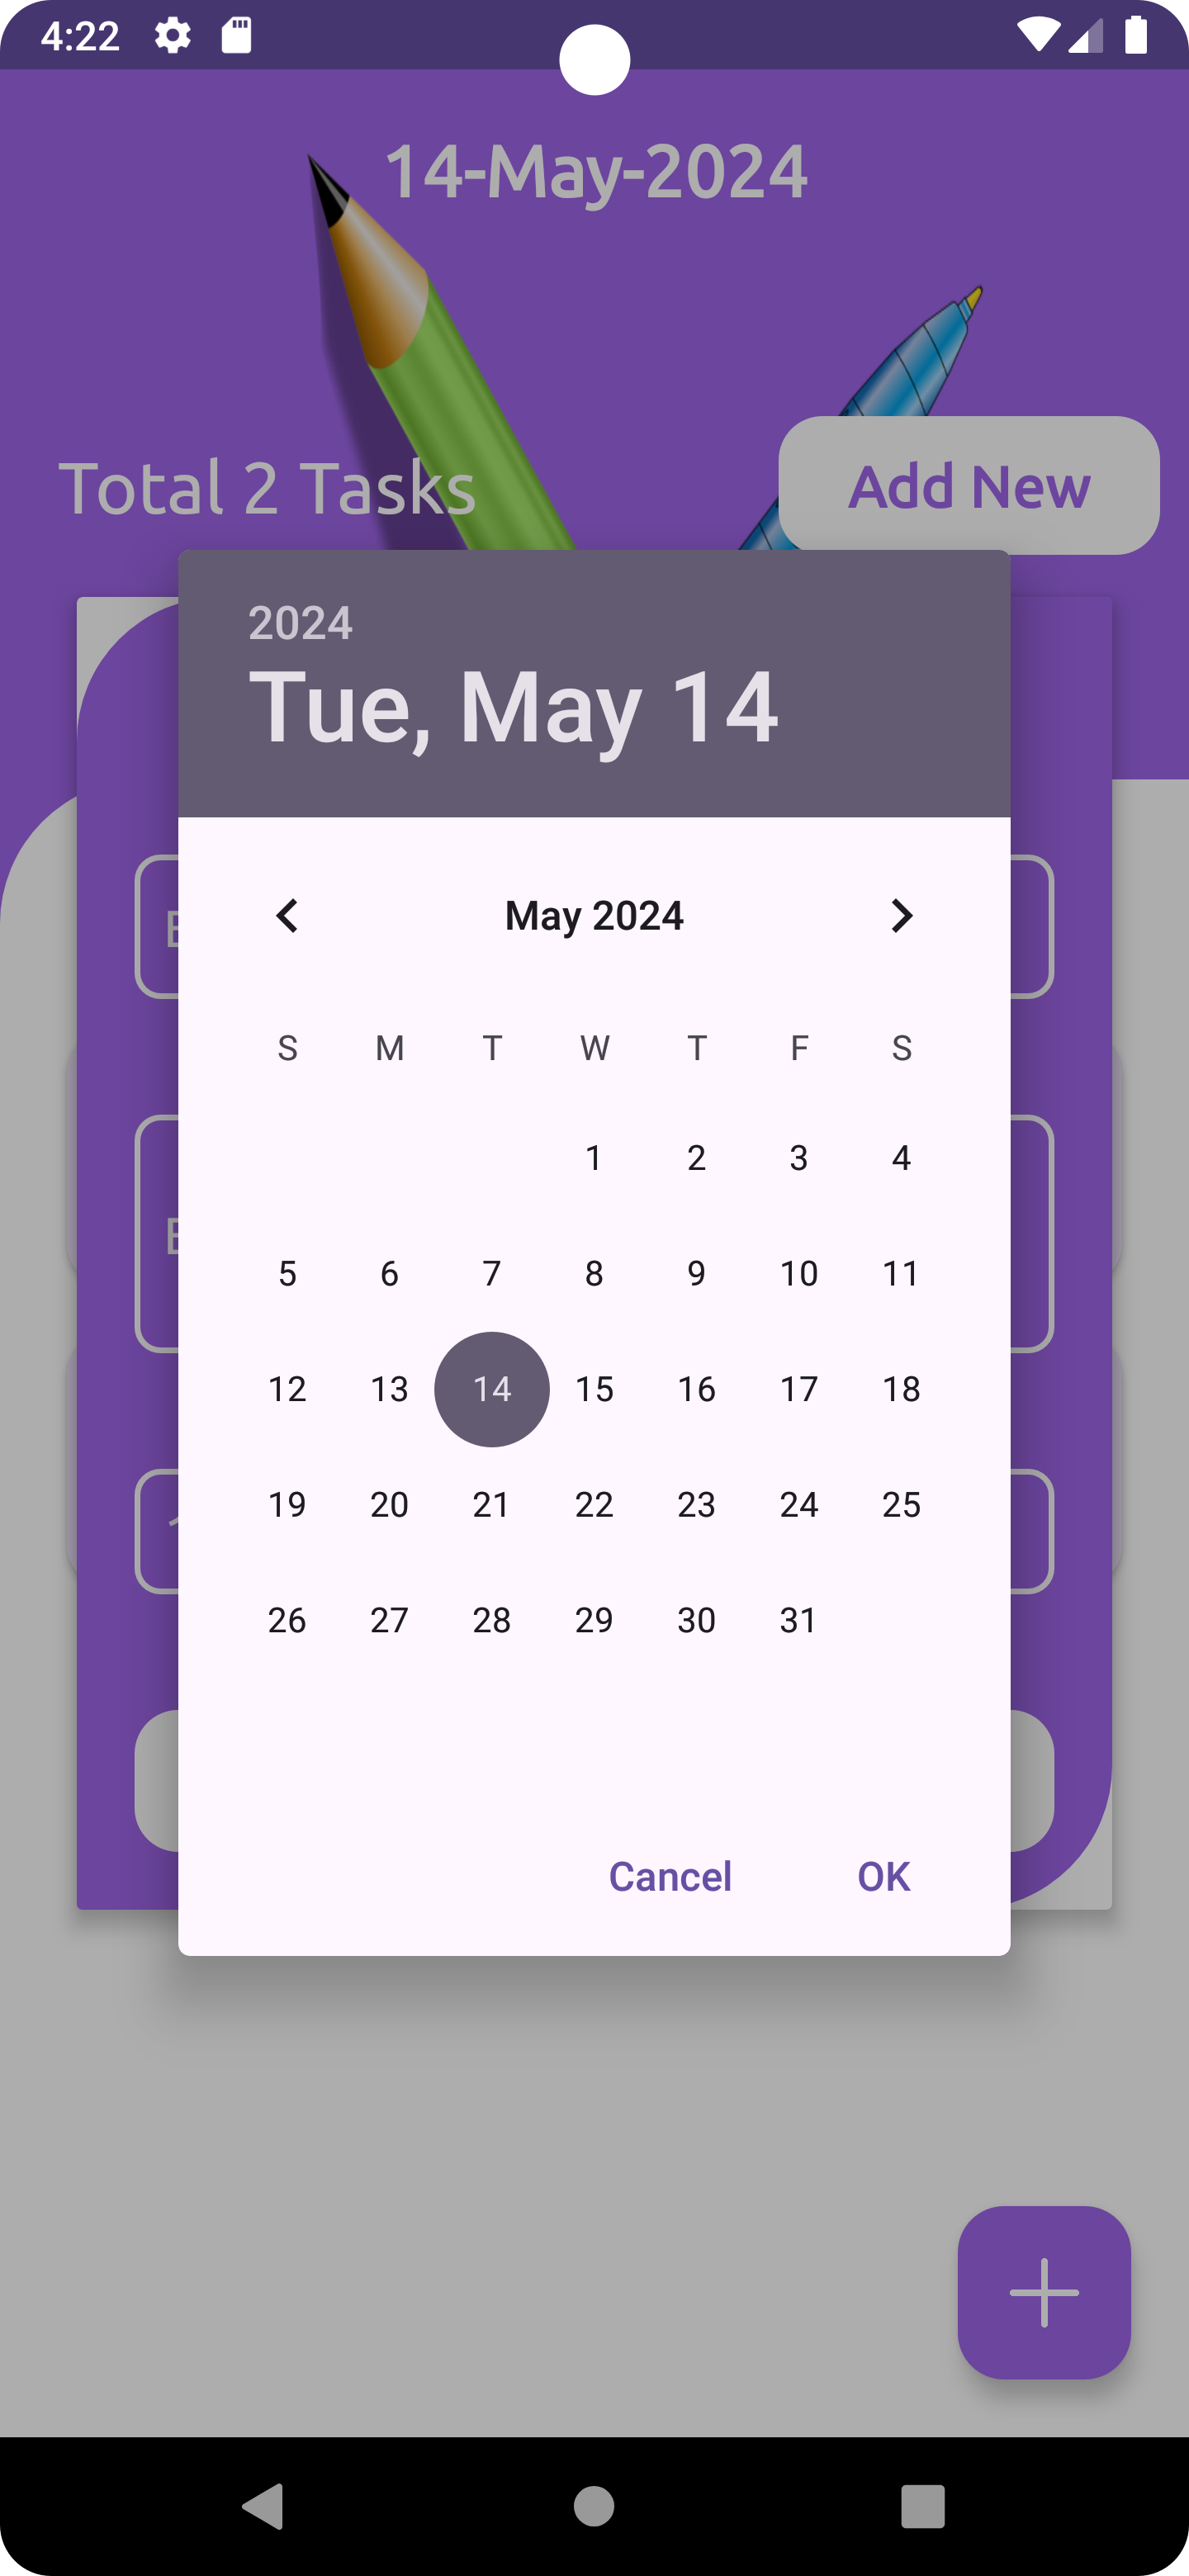 4:22
14-May-2024
Total 2 Tasks
Add New
2024
Tue, May 14
May 2024
S M T W T F S
1 2 3 4
5 6 7 8 9 10 11
12 13 14 15 16 17 18
19 20 21 22 23 24 25
26 27 28 29 30 31
Cancel OK